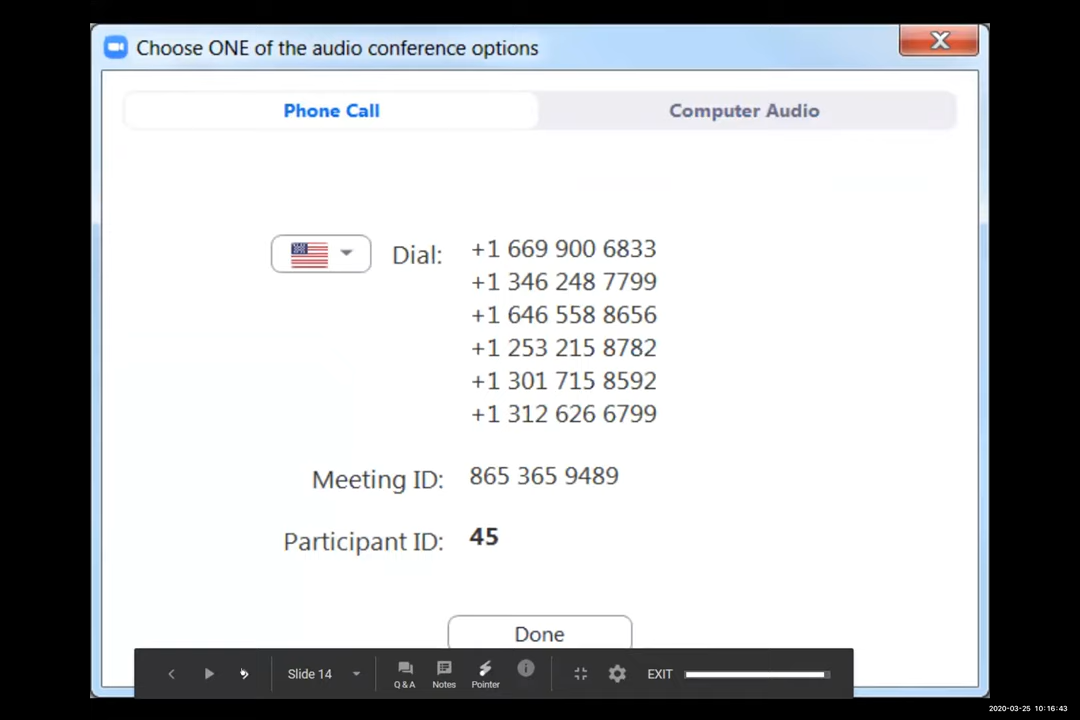 Choose ONE of the audio conference options
Phone Call
Computer Audio
Dial:
+1 669 900 6833
+1 346 248 7799
+1 646 558 8656
+1 253 215 8782
+1 301 715 8592
+1 312 626 6799
Meeting ID: 865 365 9489
Participant ID: 45
Done
Slide 14
Q & A
Notes
Pointer
EXIT
2020-03-25 10:16:43